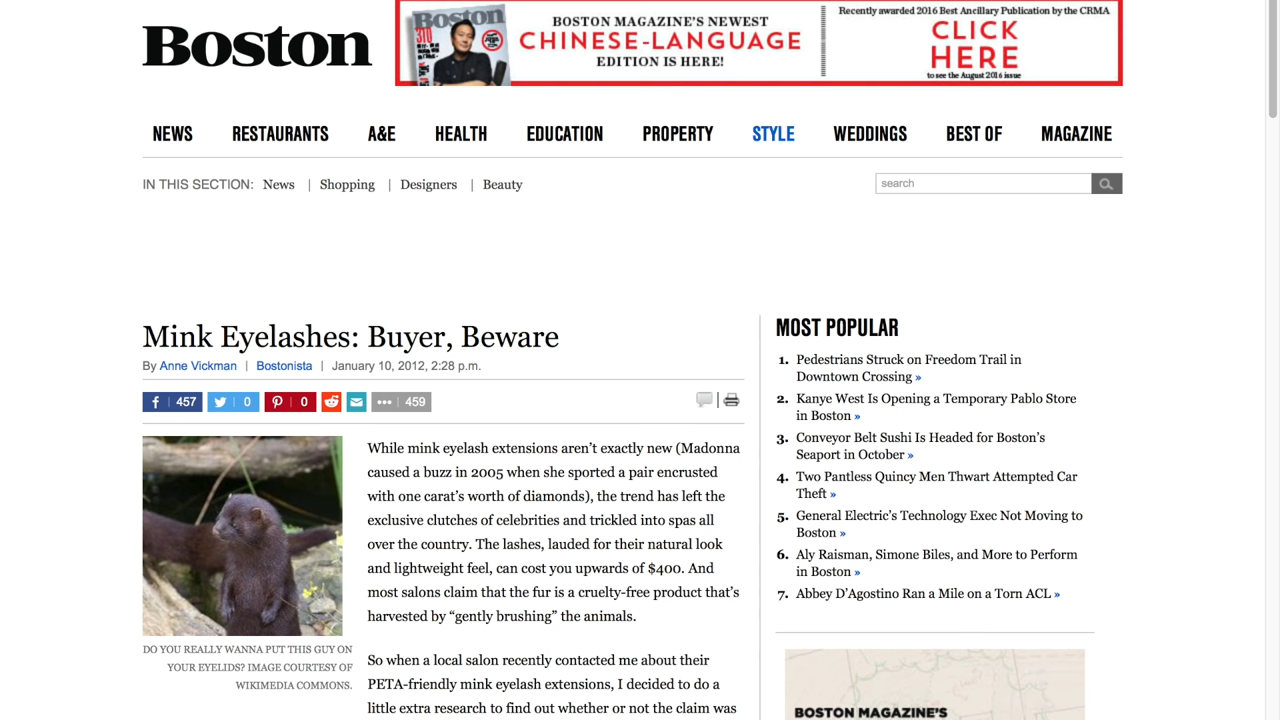 Boston
Boston
BOSTON MAGAZINE'S NEWEST
CHINESE-LANGUAGE
EDITION IS HERE!
Recently awarded 2016 Best Ancillary Publication by the CRMA
CLICK
HERE
to see the August 2016 issue
NEWS RESTAURANTS A&E HEALTH EDUCATION PROPERTY STYLE WEDDINGS BEST OF MAGAZINE
IN THIS SECTION: News | Shopping | Designers | Beauty
search
Mink Eyelashes: Buyer, Beware
By Anne Vickman | Bostonista | January 10, 2012, 2:28 p.m.
457 0 0 459
While mink eyelash extensions aren’t exactly new (Madonna
caused a buzz in 2005 when she sported a pair encrusted
with one carat’s worth of diamonds), the trend has left the
exclusive clutches of celebrities and trickled into spas all
over the country. The lashes, lauded for their natural look
and lightweight feel, can cost you upwards of $400. And
most salons claim that the fur is a cruelty-free product that’s
harvested by “gently brushing” the animals.
DO YOU REALLY WANNA PUT THIS GUY ON
YOUR EYELIDS? IMAGE COURTESY OF
WIKIMEDIA COMMONS.
So when a local salon recently contacted me about their
PETA-friendly mink eyelash extensions, I decided to do a
little extra research to find out whether or not the claim was
MOST POPULAR
1. Pedestrians Struck on Freedom Trail in
Downtown Crossing »
2. Kanye West Is Opening a Temporary Pablo Store
in Boston »
3. Conveyor Belt Sushi Is Headed for Boston’s
Seaport in October »
4. Two Pantless Quincy Men Thwart Attempted Car
Theft »
5. General Electric’s Technology Exec Not Moving to
Boston »
6. Aly Raisman, Simone Biles, and More to Perform
in Boston »
7. Abbey D’Agostino Ran a Mile on a Torn ACL »
BOSTON MAGAZINE'S